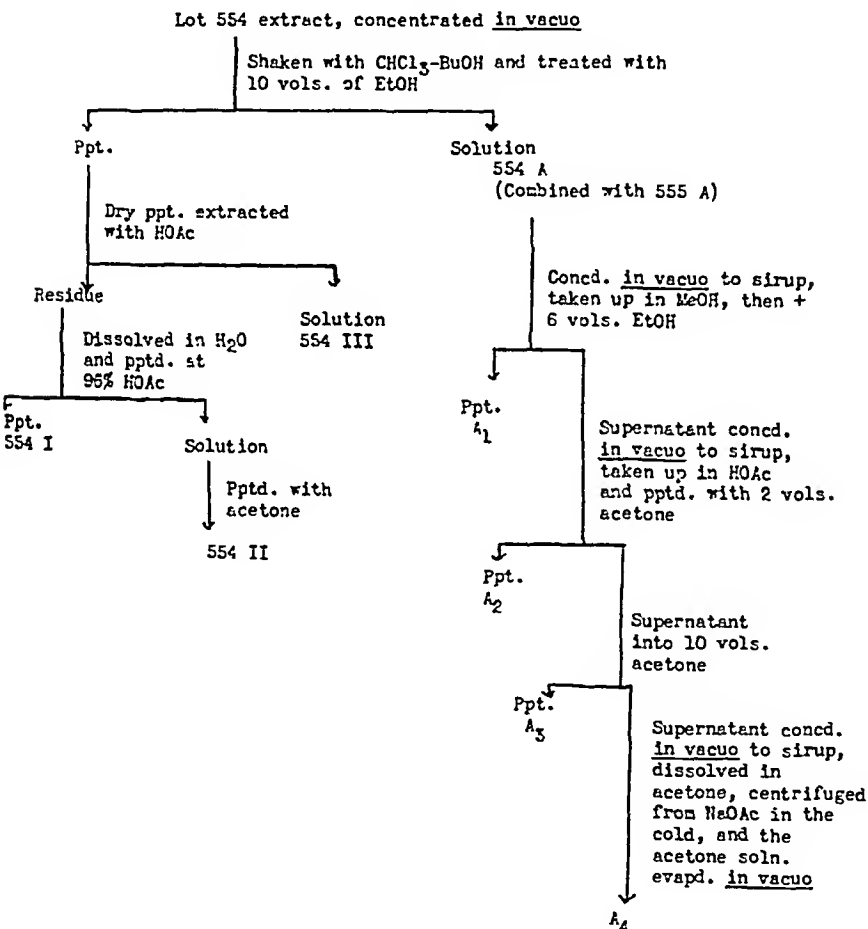 Lot 554 extract, concentrated in vacuo
Shaken with CHCl3-BuOH and treated with
10 vols. of EtOH
Ppt.
Solution
554 A
(Combined with 555 A)
Dry ppt. extracted
with HOAc
Residue
Solution
554 III
Dissolved in H2O
and pptd. at
96% HOAc
Ppt.
554 I
Solution
Pptd. with
acetone
554 II
Concd. in vacuo to sirup,
taken up in MeOH, then +
6 vols. EtOH
Ppt.
A1
Supernatant concd.
in vacuo to sirup,
taken up in HOAc
and pptd. with 2 vols.
acetone
Ppt.
A2
Supernatant
into 10 vols.
acetone
Ppt.
A3
Supernatant concd.
in vacuo to sirup,
dissolved in
acetone, centrifuged
from NaOAc in the
cold, and the
acetone soln.
evapd. in vacuo
A4